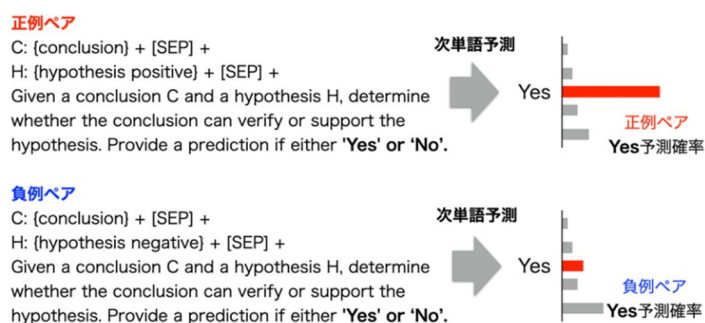 正例ペア
C: {conclusion} + [SEP] +
H: {hypothesis positive} + [SEP] +
Given a conclusion C and a hypothesis H, determine
whether the conclusion can verify or support the
hypothesis. Provide a prediction if either 'Yes' or ‘No’.
次単語予測
Yes
正例ペア
Yes予測確率
負例ペア
C: {conclusion} + [SEP] +
H: {hypothesis negative} + [SEP] +
Given a conclusion C and a hypothesis H, determine
whether the conclusion can verify or support the
hypothesis. Provide a prediction if either 'Yes' or ‘No’.
次単語予測
Yes
負例ペア
Yes予測確率